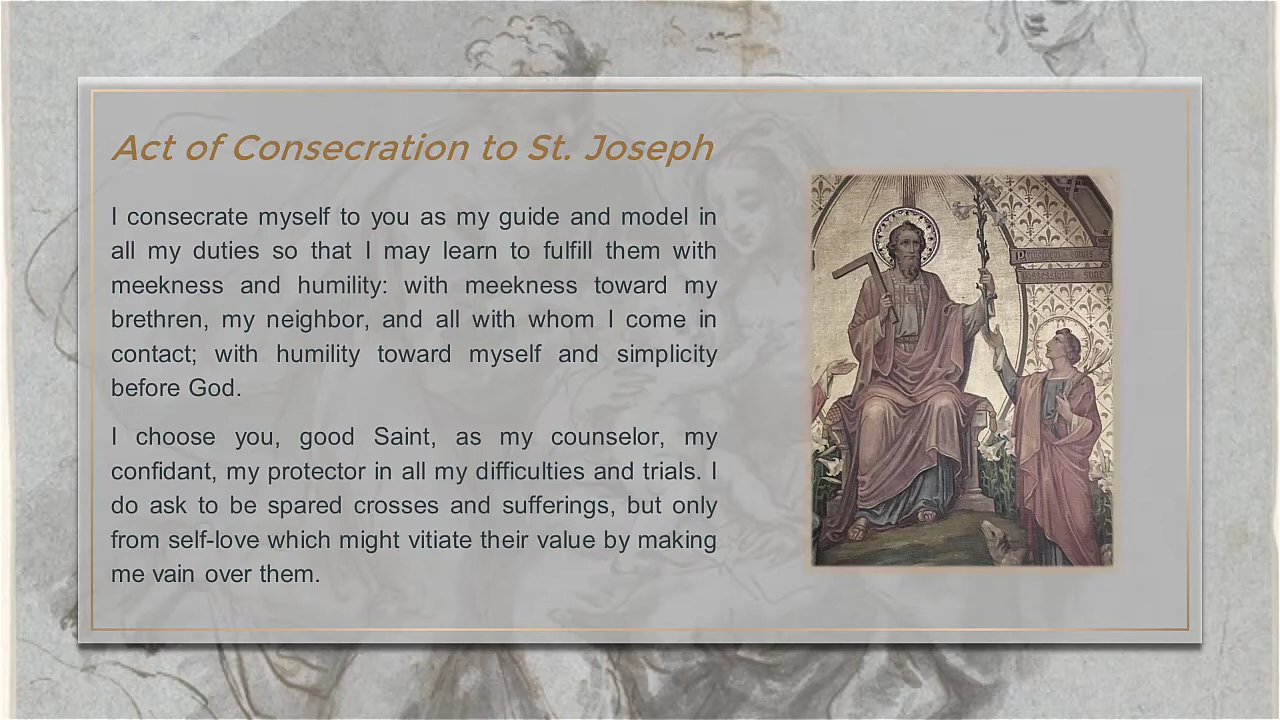 Act of Consecration to St. Joseph
I consecrate myself to you as my guide and model in
all my duties so that I may learn to fulfill them with
meekness and humility: with meekness toward my
brethren, my neighbor, and all with whom I come in
contact; with humility toward myself and simplicity
before God.
I choose you, good Saint, as my counselor, my
confidant, my protector in all my difficulties and trials. I
do ask to be spared crosses and sufferings, but only
from self-love which might vitiate their value by making
me vain over them.